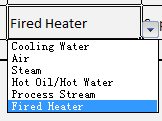 Fired Heater
Cooling Water
Air
Steam
Hot Oil/Hot Water
Process Stream
Fired Heater